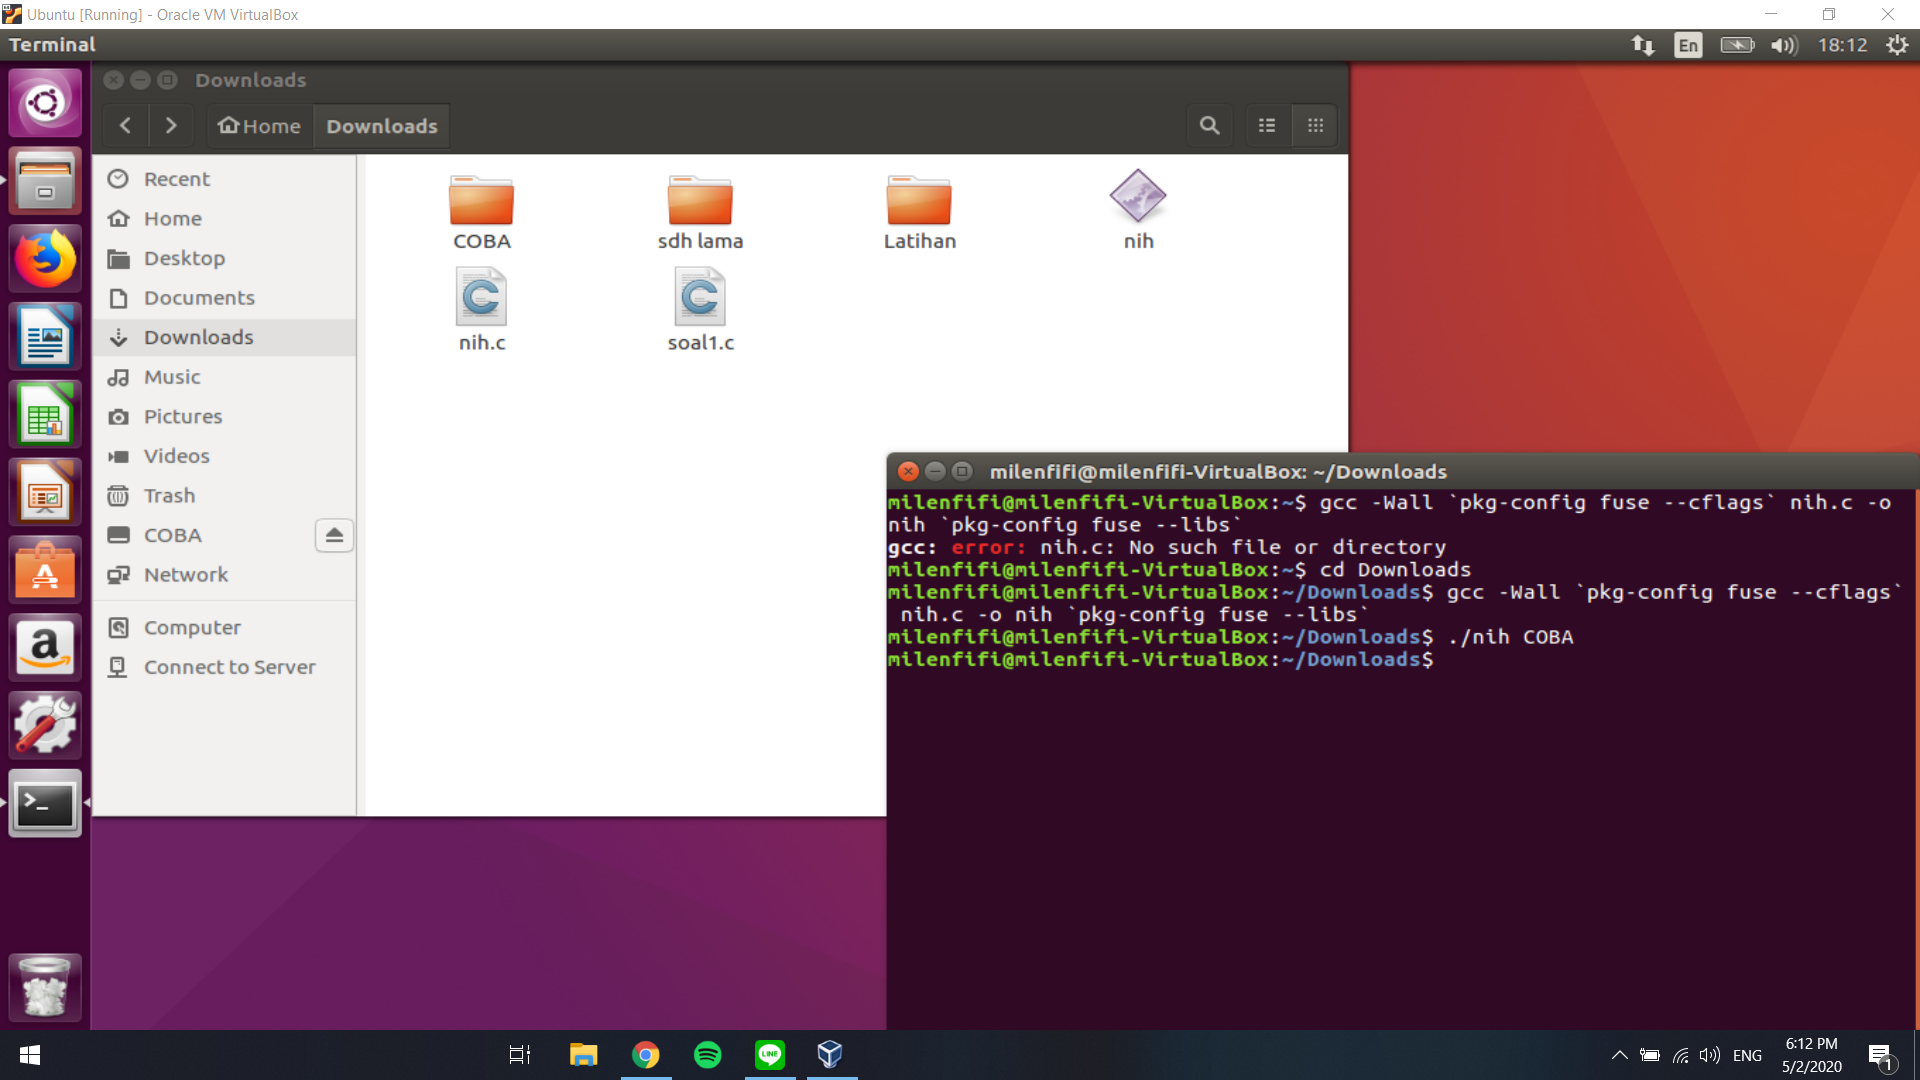 Ubuntu [Running] - Oracle VM VirtualBox
Terminal
En
18:12
Downloads
Home
Downloads
Recent
Home
Desktop
Documents
Downloads
Music
Pictures
Videos
Trash
COBA
Network
Computer
Connect to Server
COBA
sdh lama
Latihan
nih
nih.c
soal1.c
milenfifi@milenfifi-VirtualBox: ~/Downloads
milenfifi@milenfifi-VirtualBox:~$ gcc -Wall `pkg-config fuse --cflags` nih.c -o
nih `pkg-config fuse --libs`
gcc: error: nih.c: No such file or directory
milenfifi@milenfifi-VirtualBox:~$ cd Downloads
milenfifi@milenfifi-VirtualBox:~/Downloads$ gcc -Wall `pkg-config fuse --cflags`
nih.c -o nih `pkg-config fuse --libs`
milenfifi@milenfifi-VirtualBox:~/Downloads$ ./nih COBA
milenfifi@milenfifi-VirtualBox:~/Downloads$
LINE
ENG
6:12 PM
5/2/2020
1